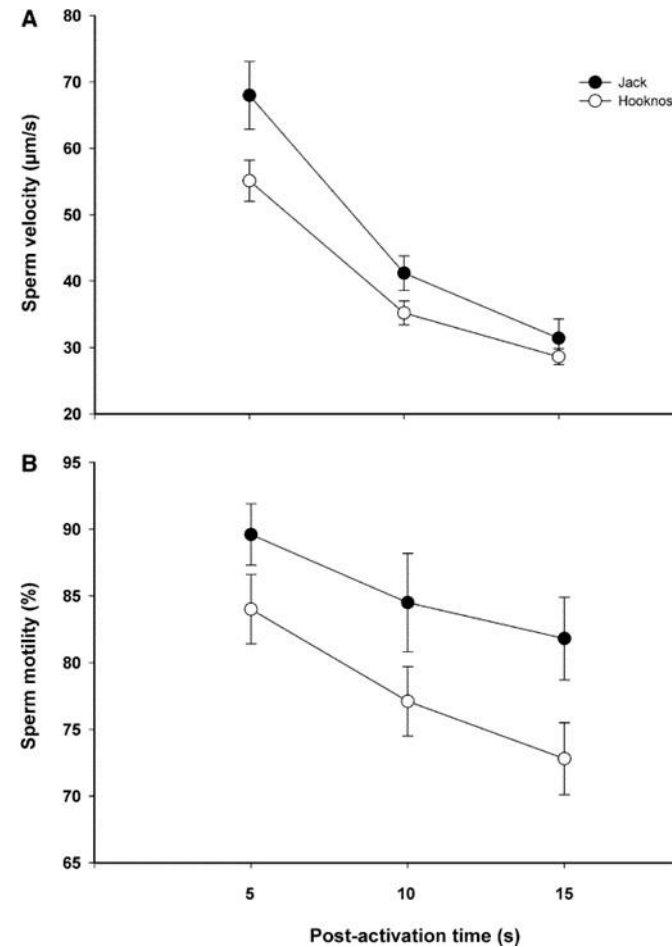 A
80
70
60
50
40
30
20
Sperm velocity (µm/s)
Jack
Hooknos
B
95
90
85
80
75
70
65
Sperm motility (%)
5 10 15
Post-activation time (s)